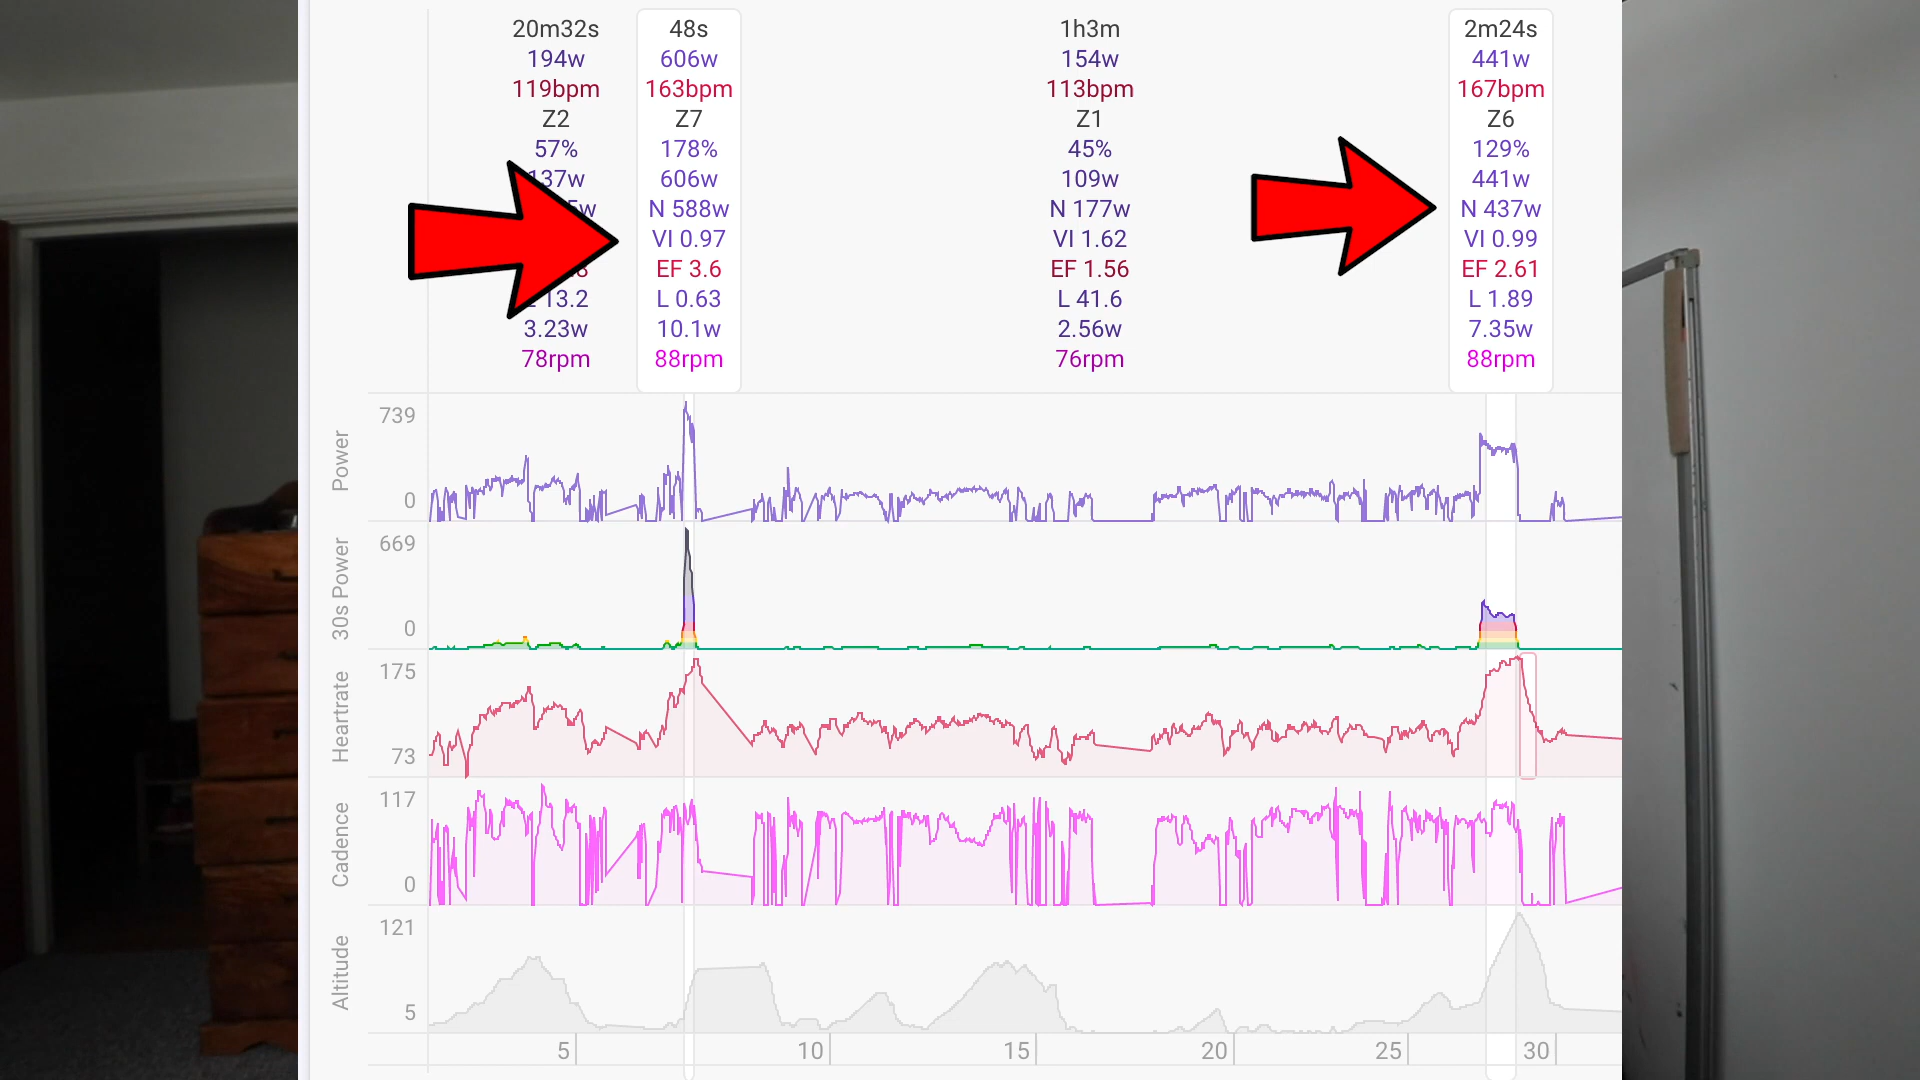 20m32s
194w
119bpm
Z2
57%
137w
L 13.2
3.23w
78rpm
48s
606w
163bpm
Z7
178%
606w
N 588w
VI 0.97
EF 3.6
L 0.63
10.1w
88rpm
1h3m
154w
113bpm
Z1
45%
109w
N 177w
VI 1.62
EF 1.56
L 41.6
2.56w
76rpm
2m24s
441w
167bpm
Z6
129%
441w
N 437w
VI 0.99
EF 2.61
L 1.89
7.35w
88rpm
Power
739
0
30s Power
669
0
Heartrate
175
73
Cadence
117
0
Altitude
121
5
5 10 15 20 25 30